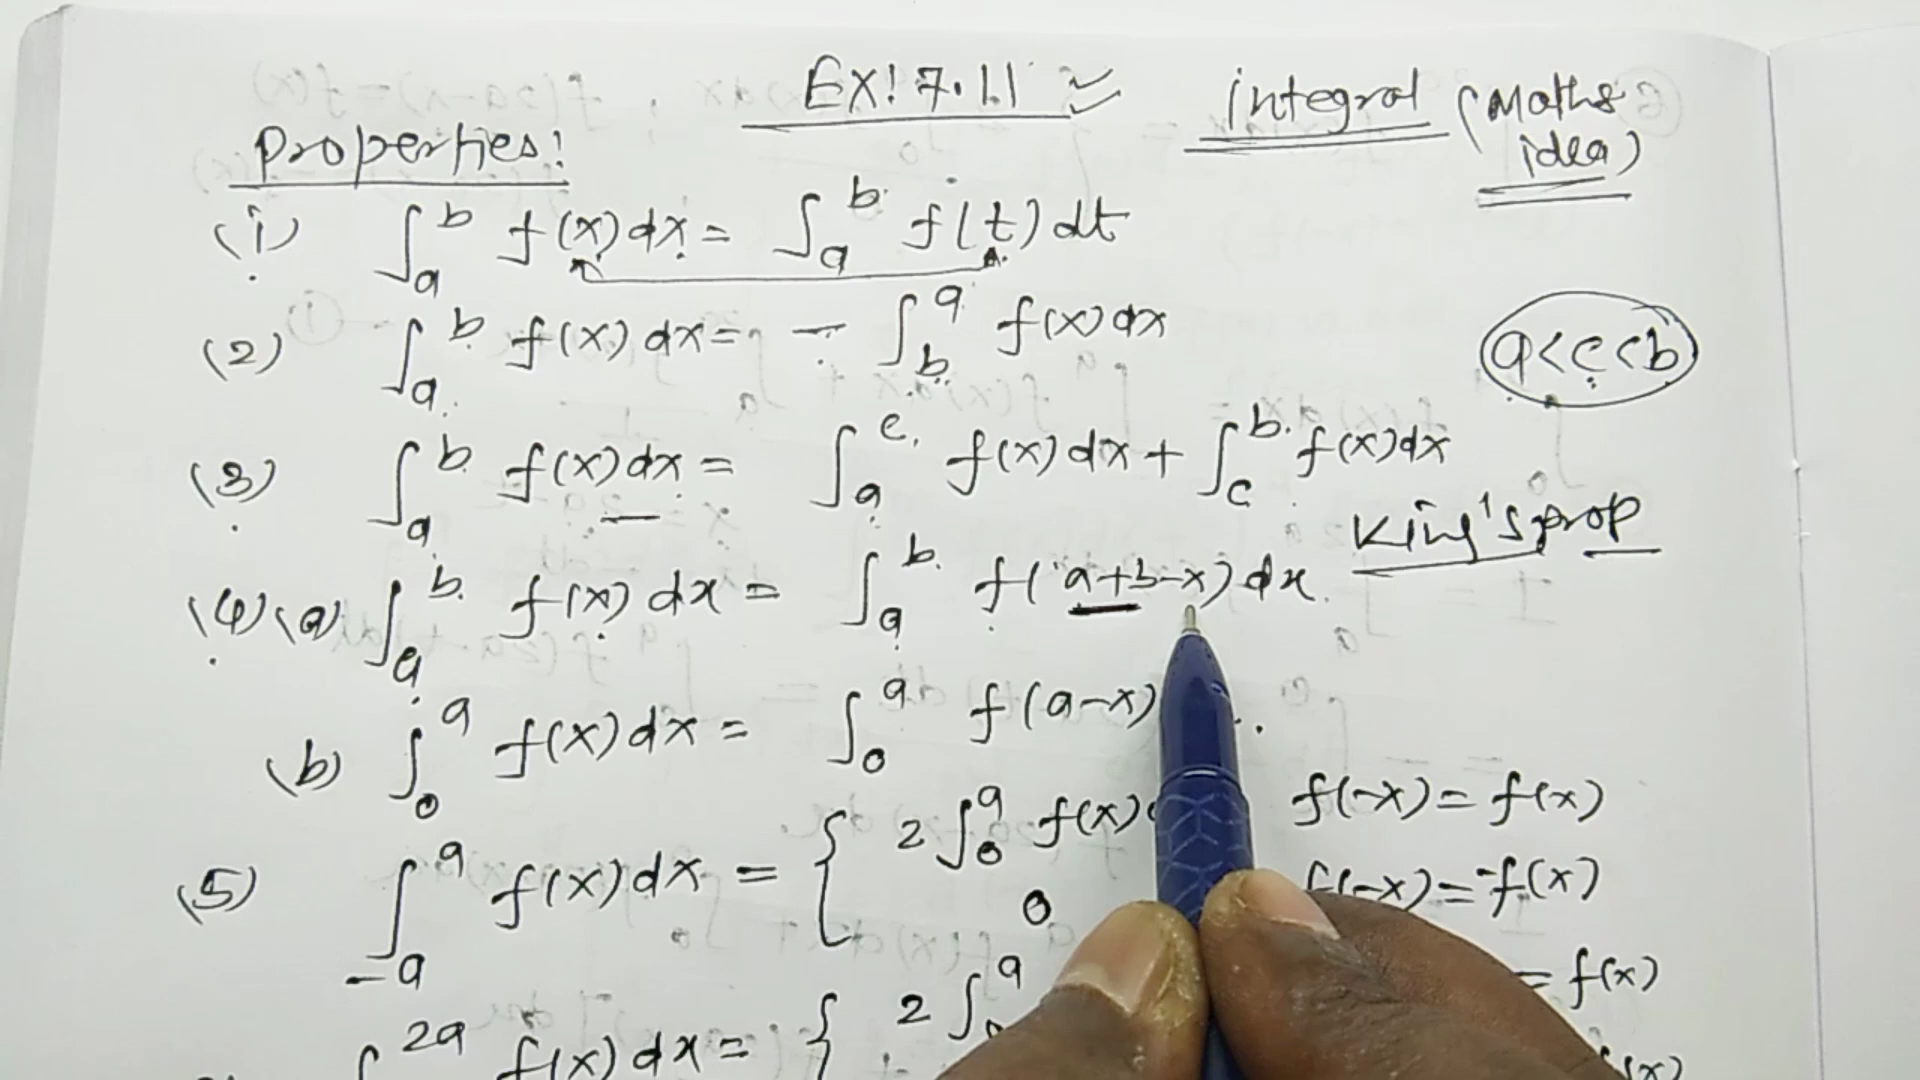 Ex! 7.11
integral (Maths idea)
Properties!
(i) ∫_a^b f(x)dx = ∫_a^b f(t)dt
(2) ∫_a^b f(x)dx = - ∫_b^a f(x)dx
a<c<b
(3) ∫_a^b f(x)dx = ∫_a^c f(x)dx + ∫_c^b f(x)dx
King's prop
(4)(a) ∫_a^b f(x)dx = ∫_a^b f(a+b-x)dx
(b) ∫_0^a f(x)dx = ∫_0^a f(a-x)
(5) ∫_{-a}^a f(x)dx = { 2∫_0^a f(x) f(-x)=f(x)
0 f(-x)=-f(x)
∫^{2a} f(x)dx = { 2∫_0^a = f(x)